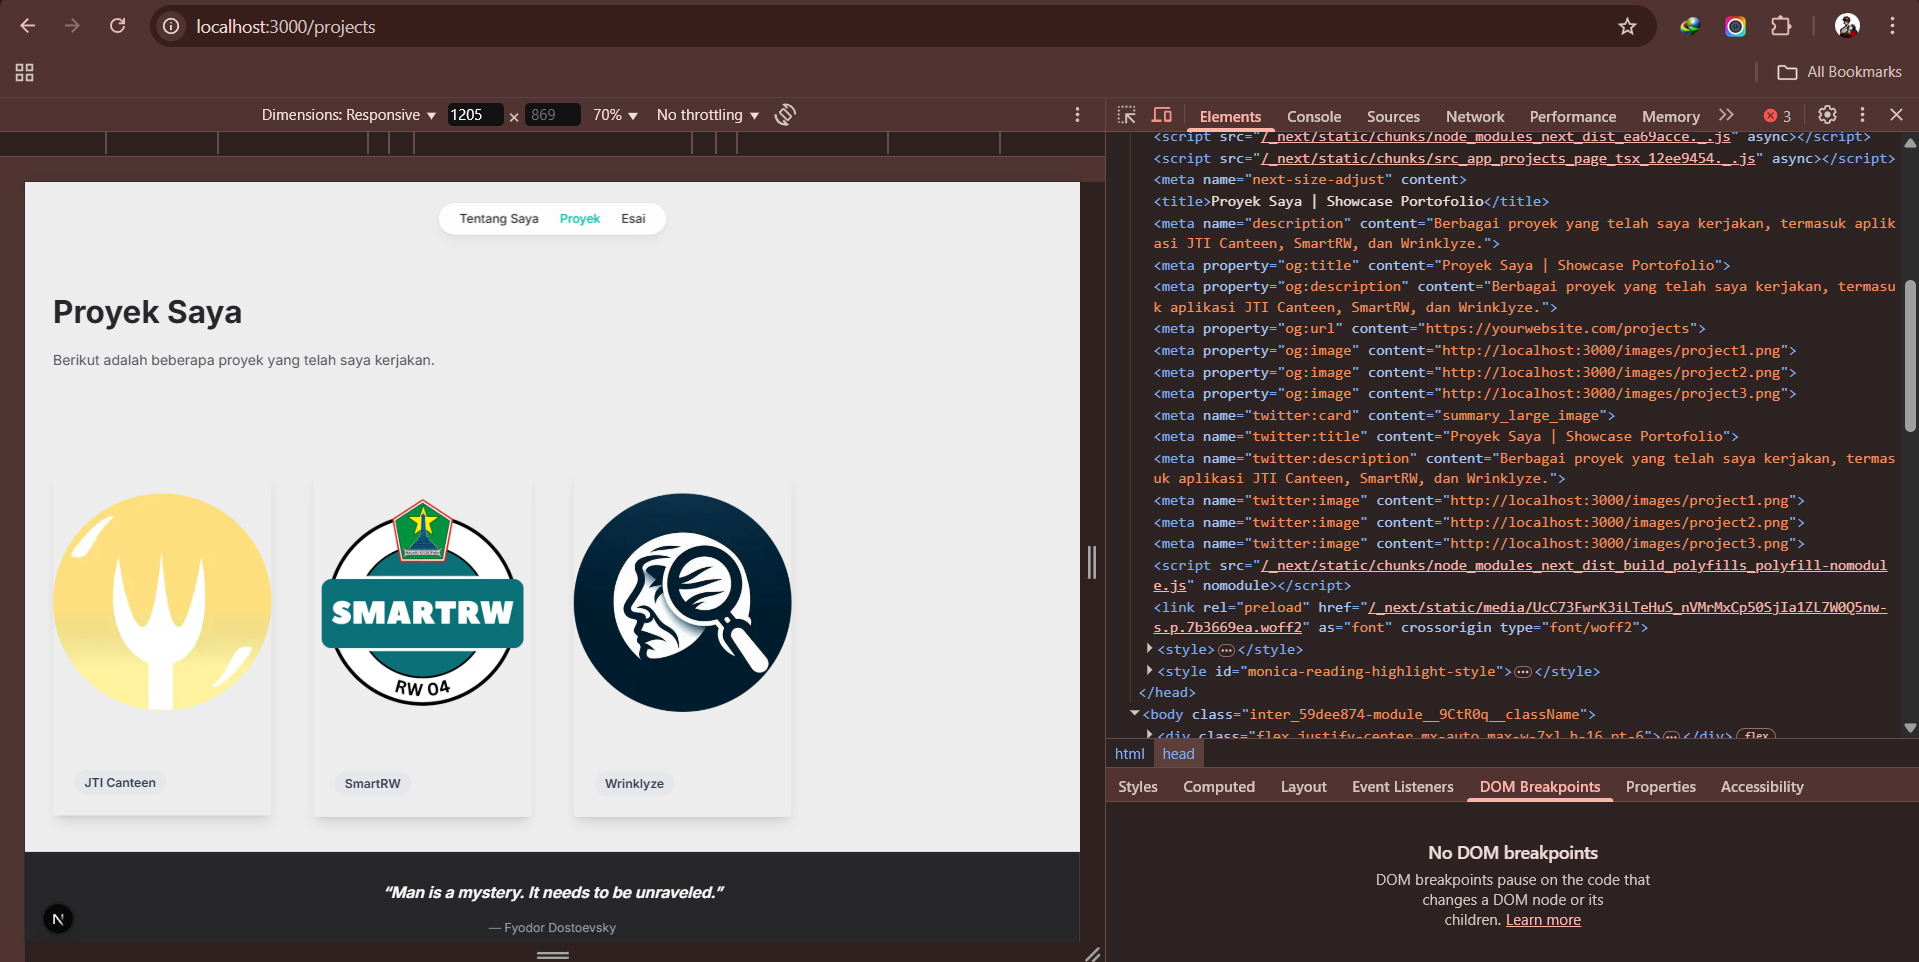 localhost:3000/projects
All Bookmarks
Dimensions: Responsive 1205 × 869 70% No throttling
Elements Console Sources Network Performance Memory 3
Tentang Saya Proyek Esai
Proyek Saya
Berikut adalah beberapa proyek yang telah saya kerjakan.
SMARTRW
RW 04
JTI Canteen
SmartRW
Wrinklyze
“Man is a mystery. It needs to be unraveled.”
— Fyodor Dostoevsky
N
<script src="/_next/static/chunks/node_modules_next_dist_ea69acce._.js" async></script>
<script src="/_next/static/chunks/src_app_projects_page_tsx_12ee9454._.js" async></script>
<meta name="next-size-adjust" content>
<title>Proyek Saya | Showcase Portofolio</title>
<meta name="description" content="Berbagai proyek yang telah saya kerjakan, termasuk aplik
asi JTI Canteen, SmartRW, dan Wrinklyze.">
<meta property="og:title" content="Proyek Saya | Showcase Portofolio">
<meta property="og:description" content="Berbagai proyek yang telah saya kerjakan, termasu
k aplikasi JTI Canteen, SmartRW, dan Wrinklyze.">
<meta property="og:url" content="https://yourwebsite.com/projects">
<meta property="og:image" content="http://localhost:3000/images/project1.png">
<meta property="og:image" content="http://localhost:3000/images/project2.png">
<meta property="og:image" content="http://localhost:3000/images/project3.png">
<meta name="twitter:card" content="summary_large_image">
<meta name="twitter:title" content="Proyek Saya | Showcase Portofolio">
<meta name="twitter:description" content="Berbagai proyek yang telah saya kerjakan, termas
uk aplikasi JTI Canteen, SmartRW, dan Wrinklyze.">
<meta name="twitter:image" content="http://localhost:3000/images/project1.png">
<meta name="twitter:image" content="http://localhost:3000/images/project2.png">
<meta name="twitter:image" content="http://localhost:3000/images/project3.png">
<script src="/_next/static/chunks/node_modules_next_dist_build_polyfills_polyfill-nomodul
e.js" nomodule></script>
<link rel="preload" href="/_next/static/media/UcC73FwrK3iLTeHuS_nVMrMxCp50SjIa1ZL7W0Q5nw-
s.p.7b3669ea.woff2" as="font" crossorigin type="font/woff2">
<style>…</style>
<style id="monica-reading-highlight-style">…</style>
</head>
<body class="inter_59dee874-module__9CtR0q__className">
<div class="flex justify-center mx-auto max-w-7xl h-16 pt-6">…</div> flex
html head
Styles Computed Layout Event Listeners DOM Breakpoints Properties Accessibility
No DOM breakpoints
DOM breakpoints pause on the code that
changes a DOM node or its
children. Learn more